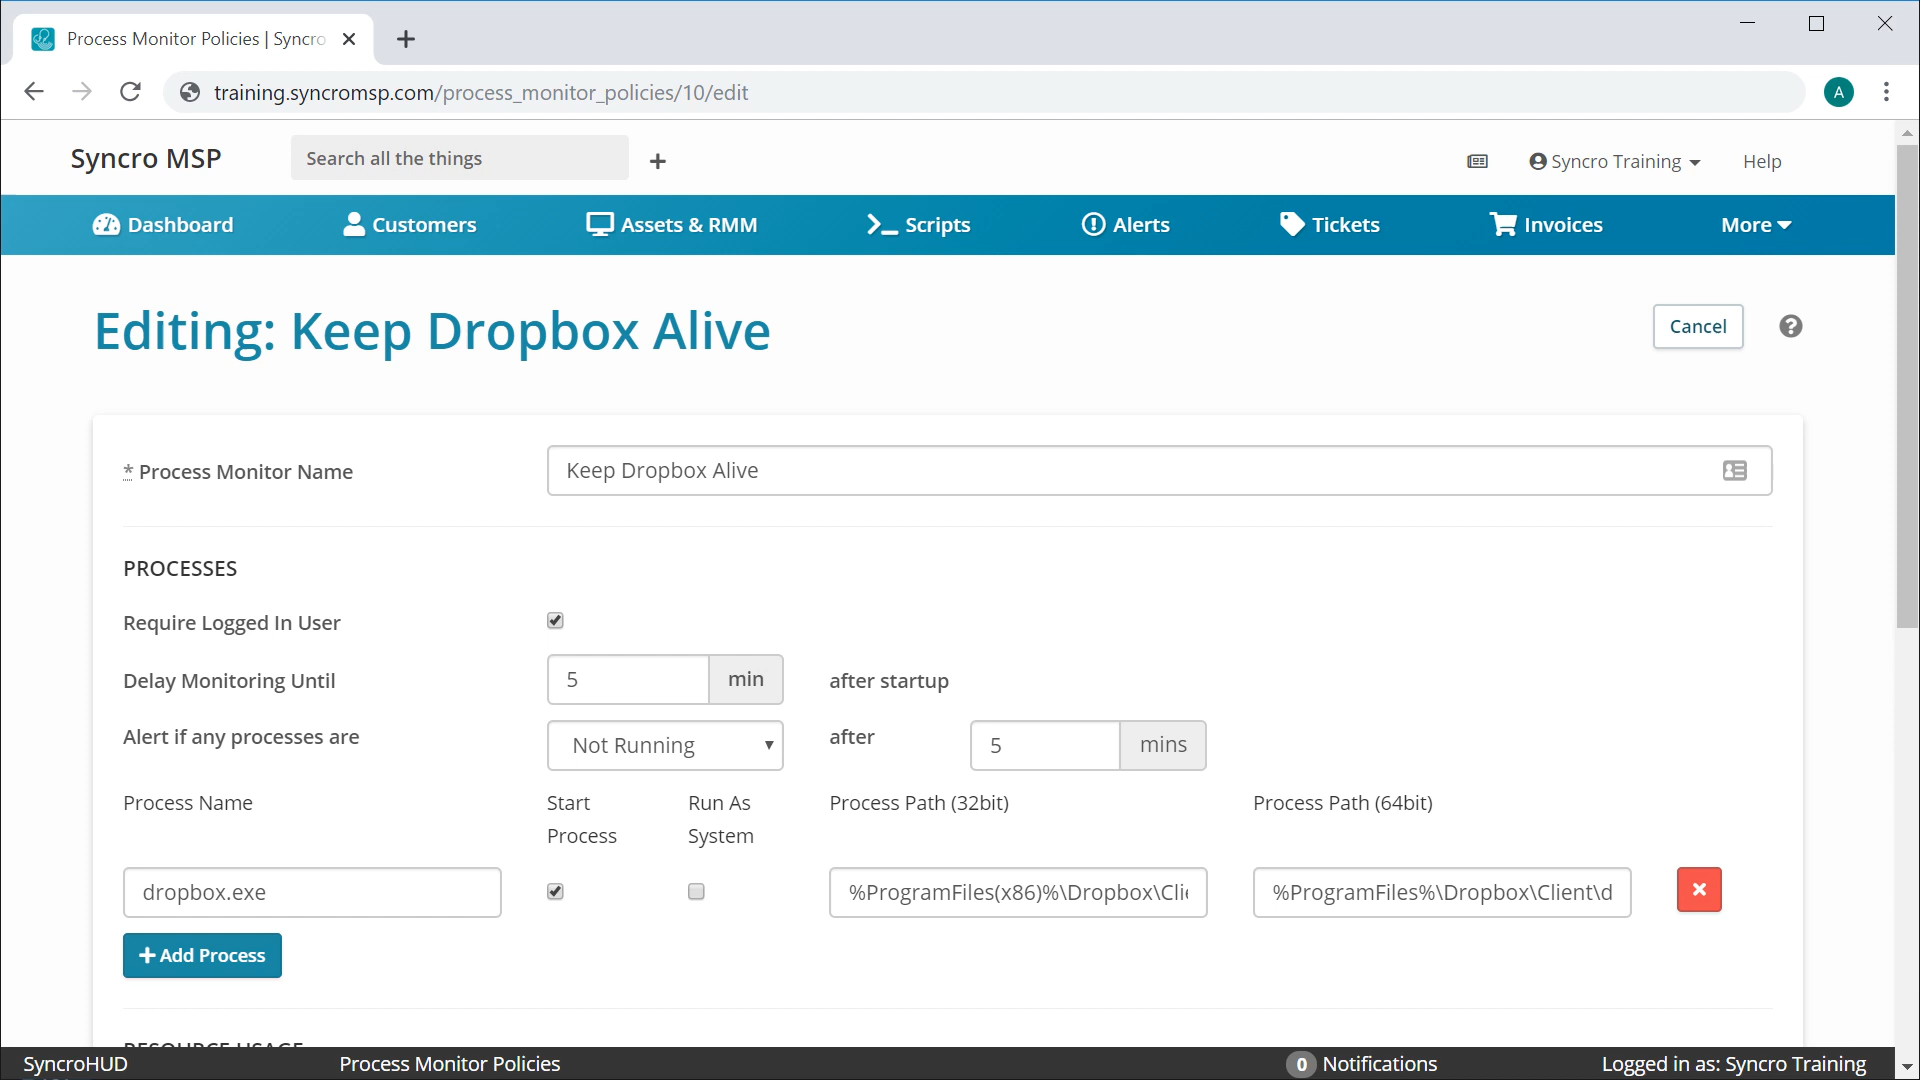 Process Monitor Policies | Syncro
training.syncromsp.com/process_monitor_policies/10/edit
A
Syncro MSP
Search all the things
Syncro Training
Help
Dashboard
Customers
Assets & RMM
Scripts
Alerts
Tickets
Invoices
More
Editing: Keep Dropbox Alive
Cancel
* Process Monitor Name
Keep Dropbox Alive
PROCESSES
Require Logged In User
Delay Monitoring Until
5
min
after startup
Alert if any processes are
Not Running
after
5
mins
Process Name
Start Process
Run As System
Process Path (32bit)
Process Path (64bit)
dropbox.exe
%ProgramFiles(x86)%\Dropbox\Clie
%ProgramFiles%\Dropbox\Client\d
+ Add Process
RESOURCE USAGE
SyncroHUD
Process Monitor Policies
0 Notifications
Logged in as: Syncro Training